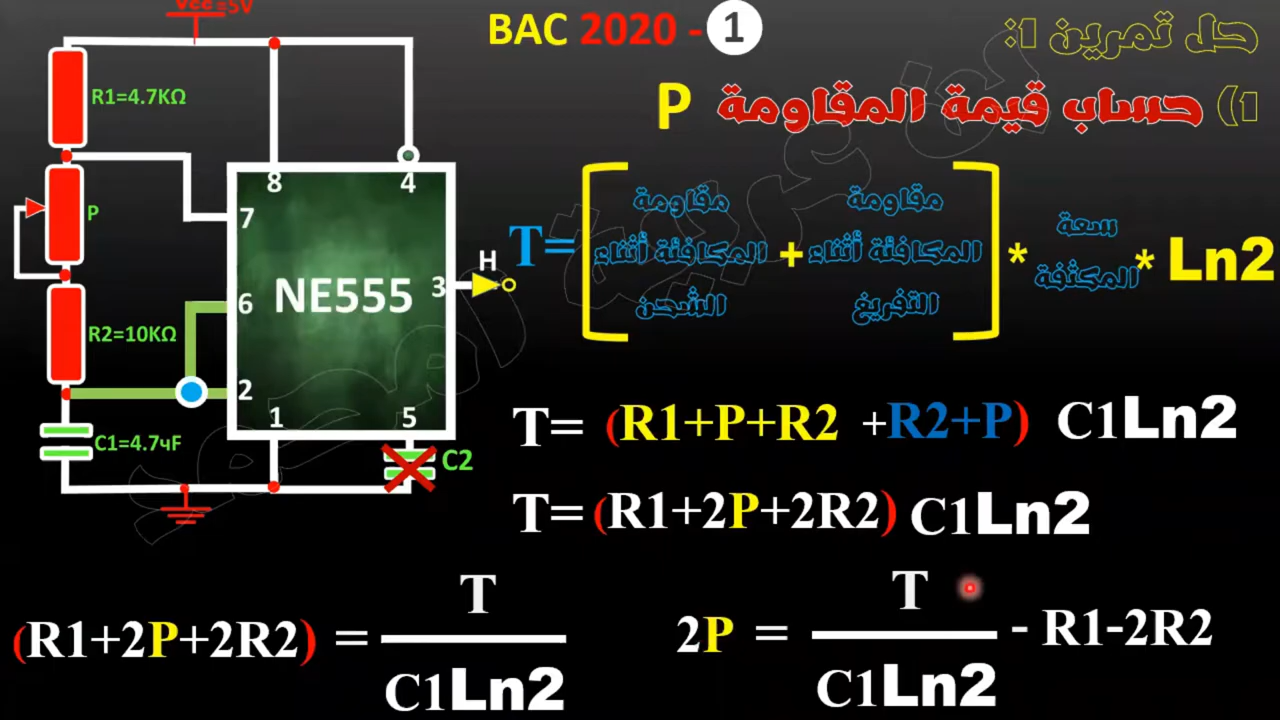 Vcc=5V
BAC 2020 - 1
حل تمرين 1:
1) حساب قيمة المقاومة P
R1=4.7KΩ
P
R2=10KΩ
C1=4.7чF
8
4
7
6
2
3
1
5
NE555
H
C2
T= [ مقاومة المكافئة أثناء الشحن + مقاومة المكافئة أثناء التفريغ ] * سعة المكثفة * Ln2
T= (R1+P+R2 +R2+P) C1Ln2
T= (R1+2P+2R2) C1Ln2
(R1+2P+2R2) = T / C1Ln2
2P = T / C1Ln2 - R1-2R2